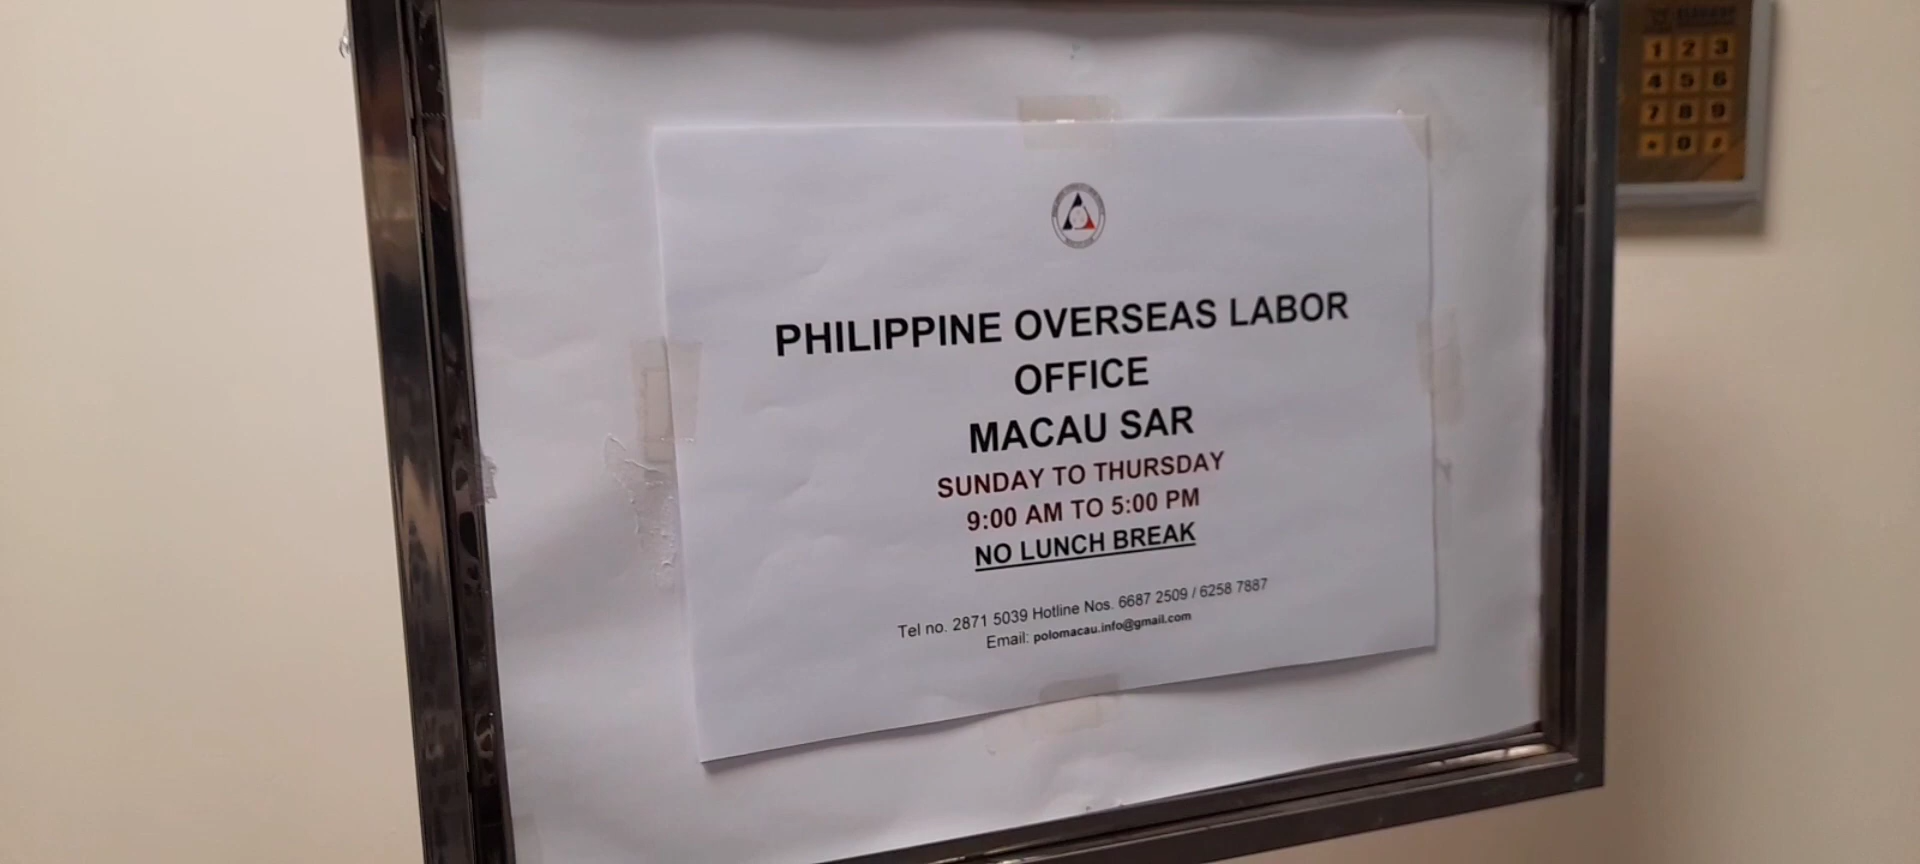 PHILIPPINE OVERSEAS LABOR
OFFICE
MACAU SAR
SUNDAY TO THURSDAY
9:00 AM TO 5:00 PM
NO LUNCH BREAK
Tel no. 2871 5039 Hotline Nos. 6687 2509 / 6258 7887
Email: polomacau.info@gmail.com
1 2 3
4 5 6
7 8 9
* 0 #